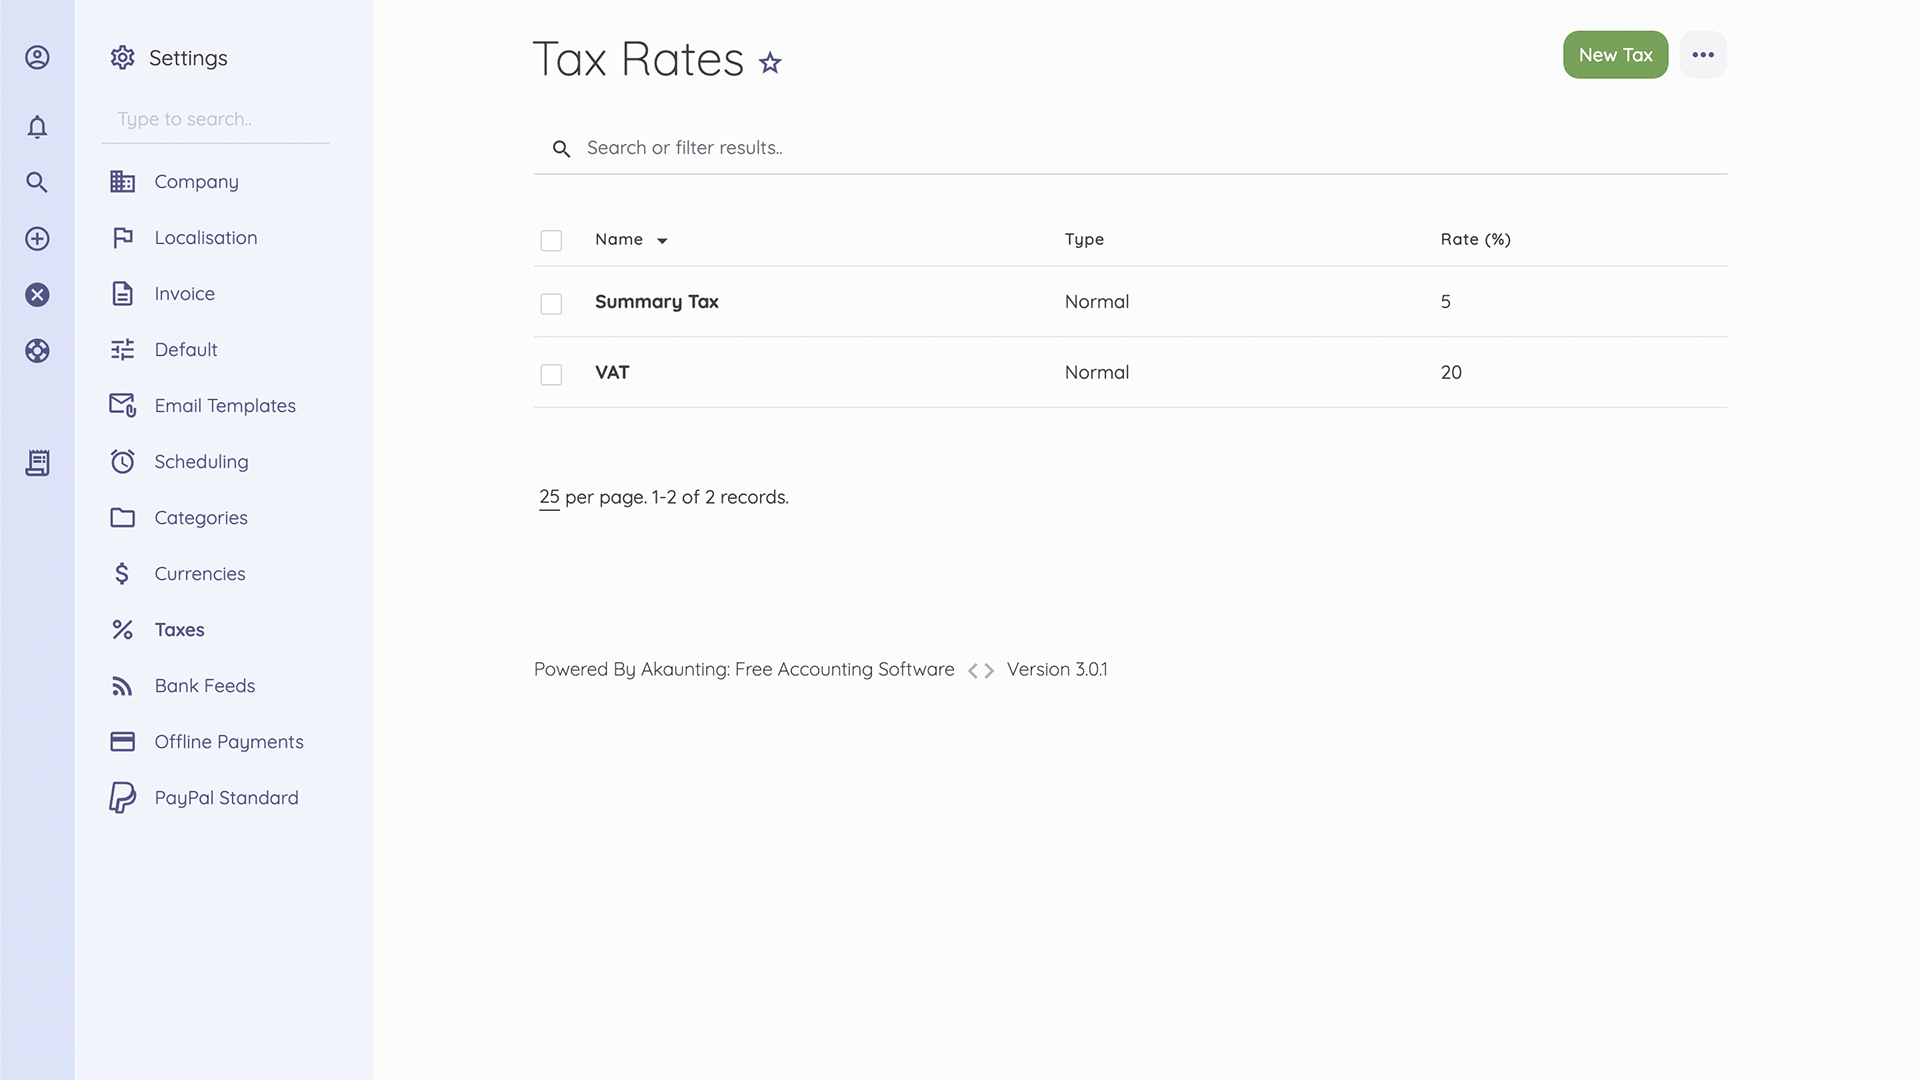 Settings
Type to search..
Company
Localisation
Invoice
Default
Email Templates
Scheduling
Categories
Currencies
Taxes
Bank Feeds
Offline Payments
PayPal Standard
Tax Rates
New Tax
Search or filter results..
Name Type Rate (%)
Summary Tax Normal 5
VAT Normal 20
25 per page. 1-2 of 2 records.
Powered By Akaunting: Free Accounting Software <> Version 3.0.1